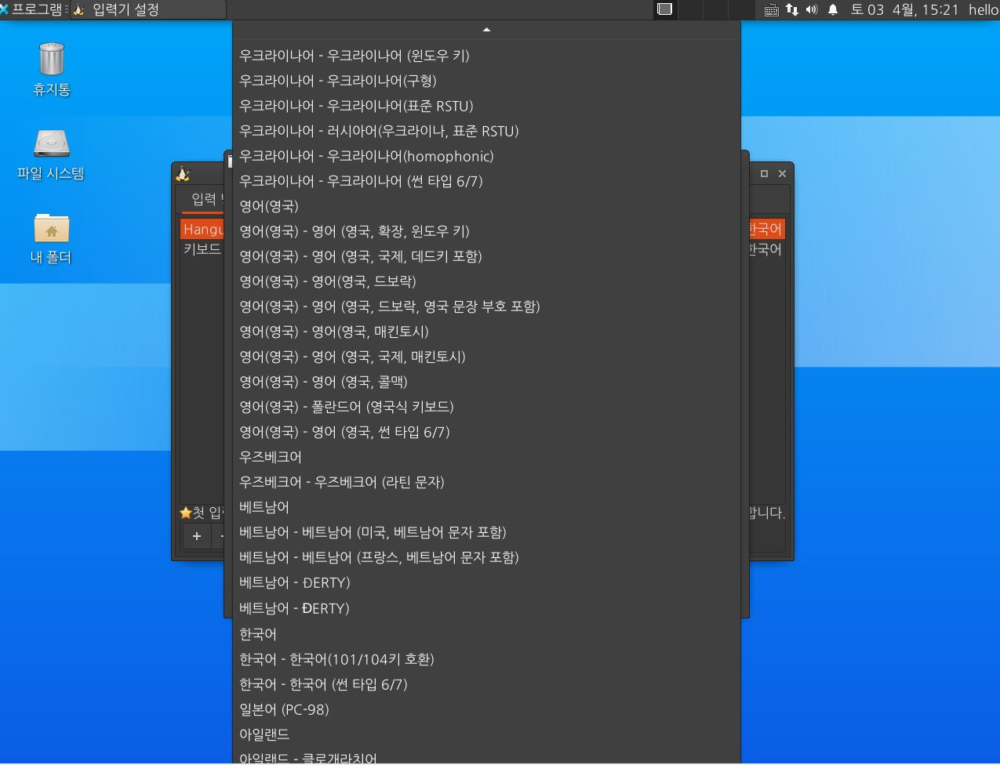 프로그램
입력기 설정
토 03 4월, 15:21 hello
휴지통
파일 시스템
내 폴더
입력
Hangu
키보드
한국어
한국어
첫 입
합니다.
+
-
우크라이나어 - 우크라이나어 (윈도우 키)
우크라이나어 - 우크라이나어(구형)
우크라이나어 - 우크라이나어(표준 RSTU)
우크라이나어 - 러시아어(우크라이나, 표준 RSTU)
우크라이나어 - 우크라이나어(homophonic)
우크라이나어 - 우크라이나어 (썬 타입 6/7)
영어(영국)
영어(영국) - 영어 (영국, 확장, 윈도우 키)
영어(영국) - 영어 (영국, 국제, 데드키 포함)
영어(영국) - 영어(영국, 드보락)
영어(영국) - 영어 (영국, 드보락, 영국 문장 부호 포함)
영어(영국) - 영어(영국, 매킨토시)
영어(영국) - 영어 (영국, 국제, 매킨토시)
영어(영국) - 영어 (영국, 콜맥)
영어(영국) - 폴란드어 (영국식 키보드)
영어(영국) - 영어 (영국, 썬 타입 6/7)
우즈베크어
우즈베크어 - 우즈베크어 (라틴 문자)
베트남어
베트남어 - 베트남어 (미국, 베트남어 문자 포함)
베트남어 - 베트남어 (프랑스, 베트남어 문자 포함)
베트남어 - ĐERTY)
베트남어 - ĐERTY)
한국어
한국어 - 한국어(101/104키 호환)
한국어 - 한국어 (썬 타입 6/7)
일본어 (PC-98)
아일랜드
아일랜드 - 클로개라치어